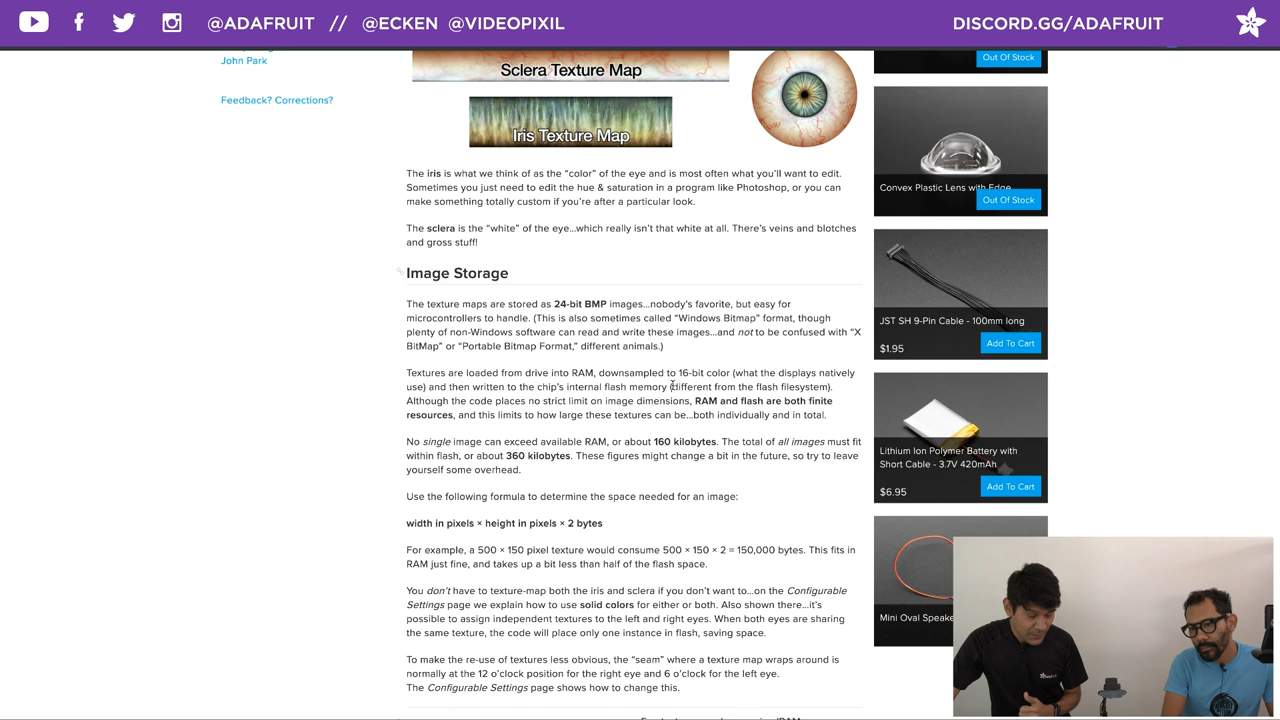 @ADAFRUIT // @ECKEN @VIDEOPIXIL
DISCORD.GG/ADAFRUIT
John Park
Feedback? Corrections?
Sclera Texture Map
Iris Texture Map
The iris is what we think of as the “color” of the eye and is most often what you’ll want to edit.
Sometimes you just need to edit the hue & saturation in a program like Photoshop, or you can
make something totally custom if you’re after a particular look.
The sclera is the “white” of the eye...which really isn’t that white at all. There’s veins and blotches
and gross stuff!
Image Storage
The texture maps are stored as 24-bit BMP images...nobody’s favorite, but easy for
microcontrollers to handle. (This is also sometimes called “Windows Bitmap” format, though
plenty of non-Windows software can read and write these images...and not to be confused with “X
BitMap” or “Portable Bitmap Format,” different animals.)
Textures are loaded from drive into RAM, downsampled to 16-bit color (what the displays natively
use) and then written to the chip’s internal flash memory (different from the flash filesystem).
Although the code places no strict limit on image dimensions, RAM and flash are both finite
resources, and this limits to how large these textures can be...both individually and in total.
No single image can exceed available RAM, or about 160 kilobytes. The total of all images must fit
within flash, or about 360 kilobytes. These figures might change a bit in the future, so try to leave
yourself some overhead.
Use the following formula to determine the space needed for an image:
width in pixels × height in pixels × 2 bytes
For example, a 500 × 150 pixel texture would consume 500 × 150 × 2 = 150,000 bytes. This fits in
RAM just fine, and takes up a bit less than half of the flash space.
You don’t have to texture-map both the iris and sclera if you don’t want to...on the Configurable
Settings page we explain how to use solid colors for either or both. Also shown there...it’s
possible to assign independent textures to the left and right eyes. When both eyes are sharing
the same texture, the code will place only one instance in flash, saving space.
To make the re-use of textures less obvious, the “seam” where a texture map wraps around is
normally at the 12 o’clock position for the right eye and 6 o’clock for the left eye.
The Configurable Settings page shows how to change this.
Out Of Stock
Convex Plastic Lens with Edge
Out Of Stock
JST SH 9-Pin Cable - 100mm long
$1.95
Add To Cart
Lithium Ion Polymer Battery with
Short Cable - 3.7V 420mAh
$6.95
Add To Cart
Mini Oval Speake